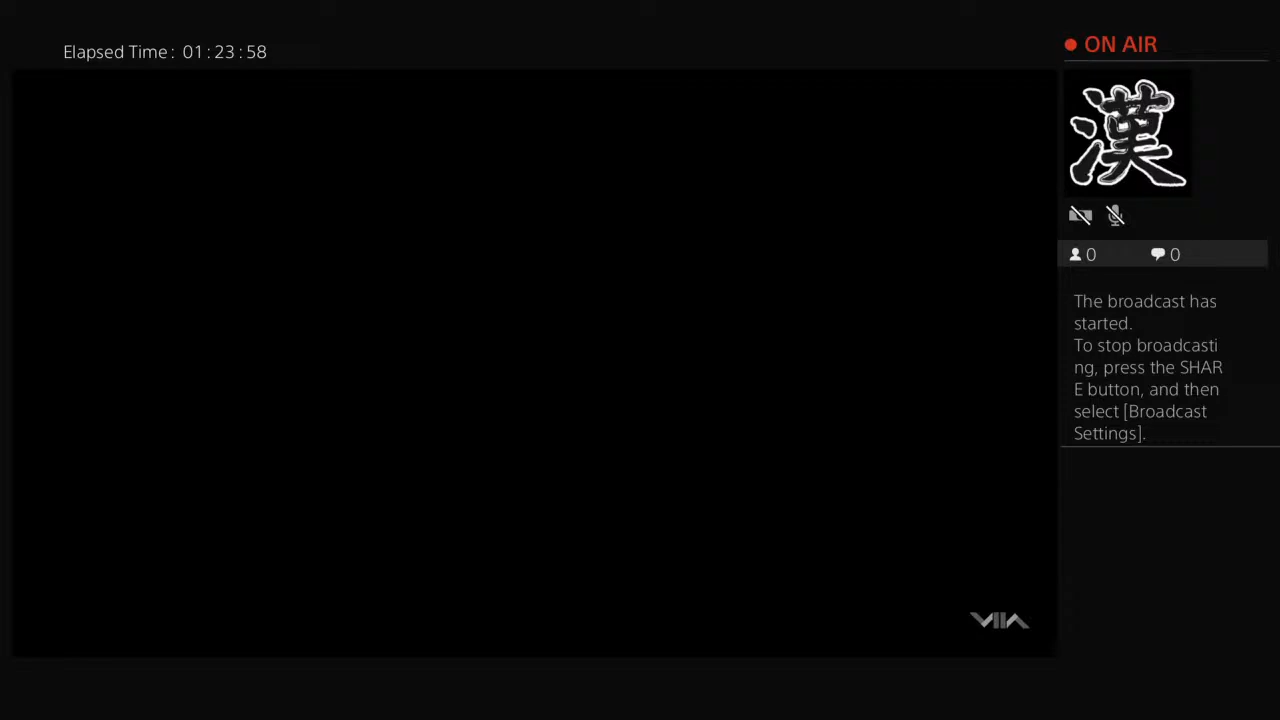 Elapsed Time: 01:23:58
ON AIR
漢
0
0
The broadcast has
started.
To stop broadcasti
ng, press the SHAR
E button, and then
select [Broadcast
Settings].